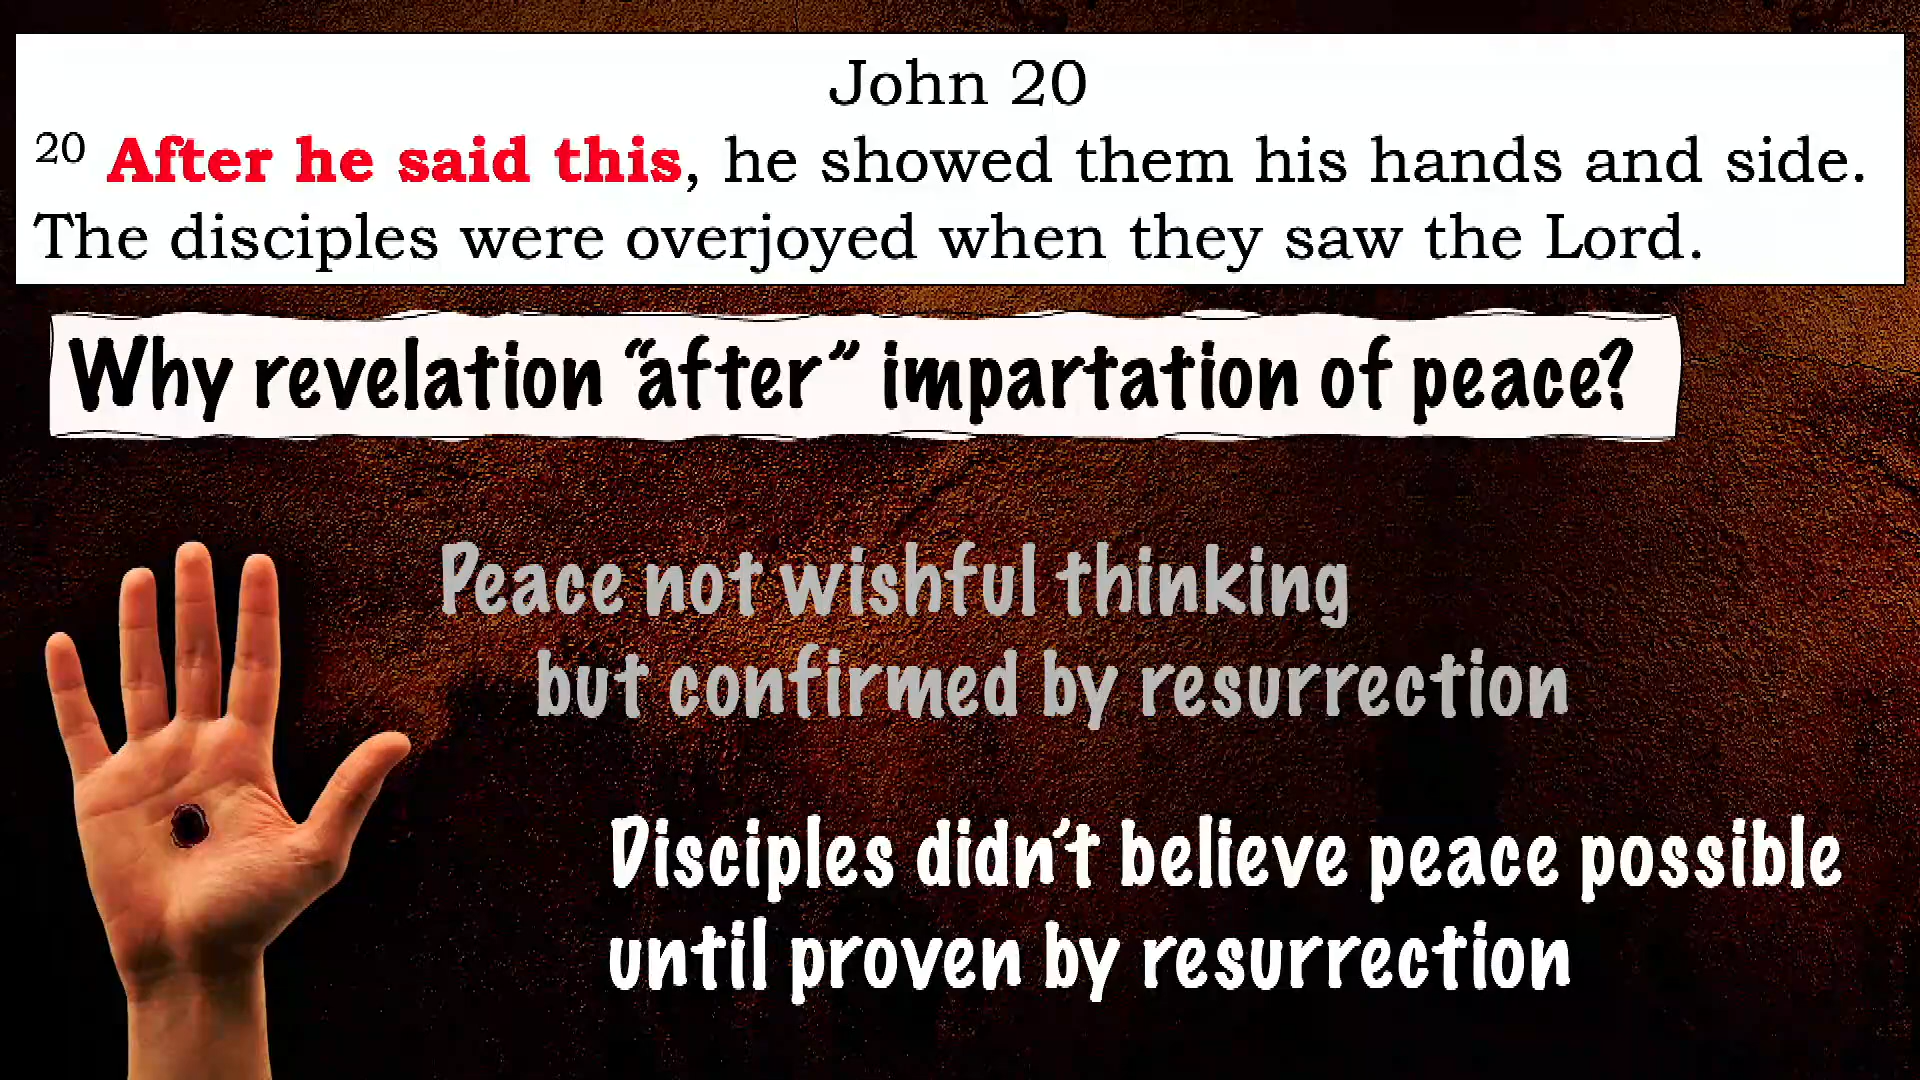 John 20
20 After he said this, he showed them his hands and side.
The disciples were overjoyed when they saw the Lord.
Why revelation “after” impartation of peace?
Peace not wishful thinking
but confirmed by resurrection
Disciples didn’t believe peace possible
until proven by resurrection